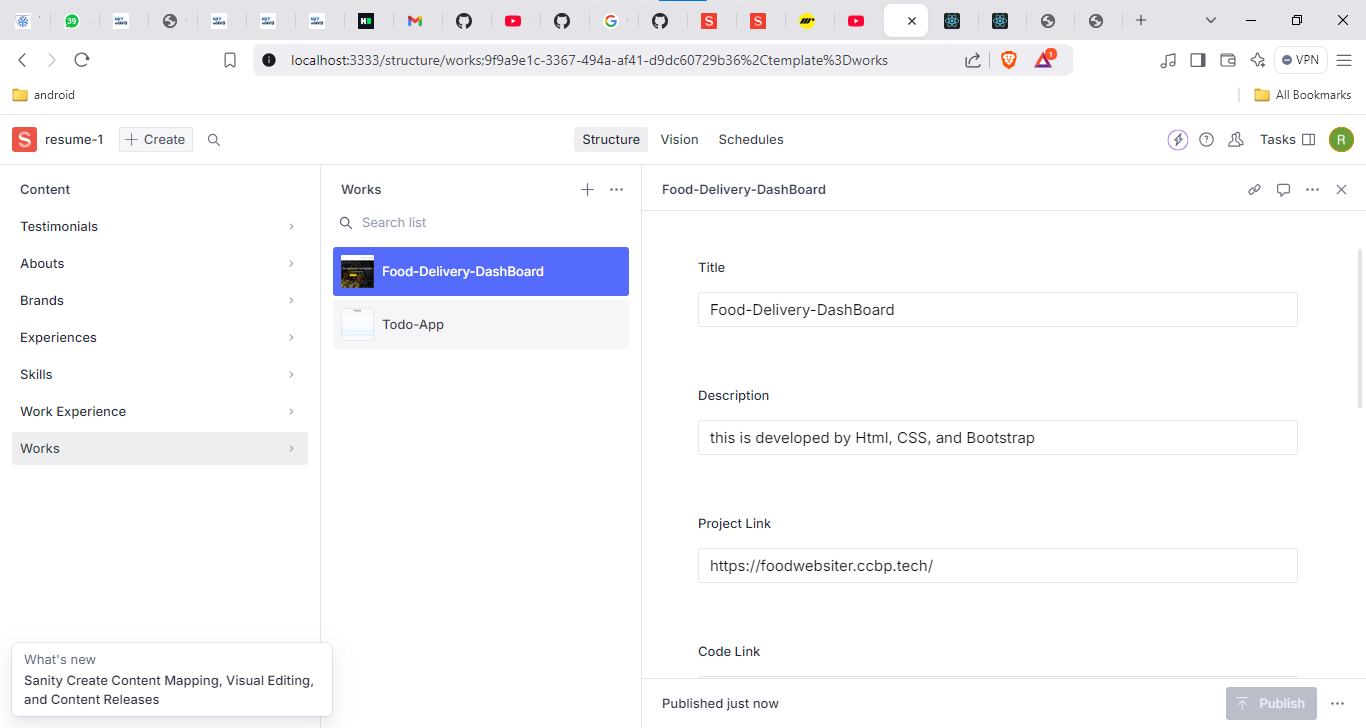 39
localhost:3333/structure/works;9f9a9e1c-3367-494a-af41-d9dc60729b36%2Ctemplate%3Dworks
1
VPN
android
All Bookmarks
S resume-1
Create
Structure
Vision
Schedules
Tasks
R
Content
Testimonials
Abouts
Brands
Experiences
Skills
Work Experience
Works
What's new
Sanity Create Content Mapping, Visual Editing,
and Content Releases
Works
Search list
Food-Delivery-DashBoard
Todo-App
Food-Delivery-DashBoard
Title
Food-Delivery-DashBoard
Description
this is developed by Html, CSS, and Bootstrap
Project Link
https://foodwebsiter.ccbp.tech/
Code Link
Published just now
Publish